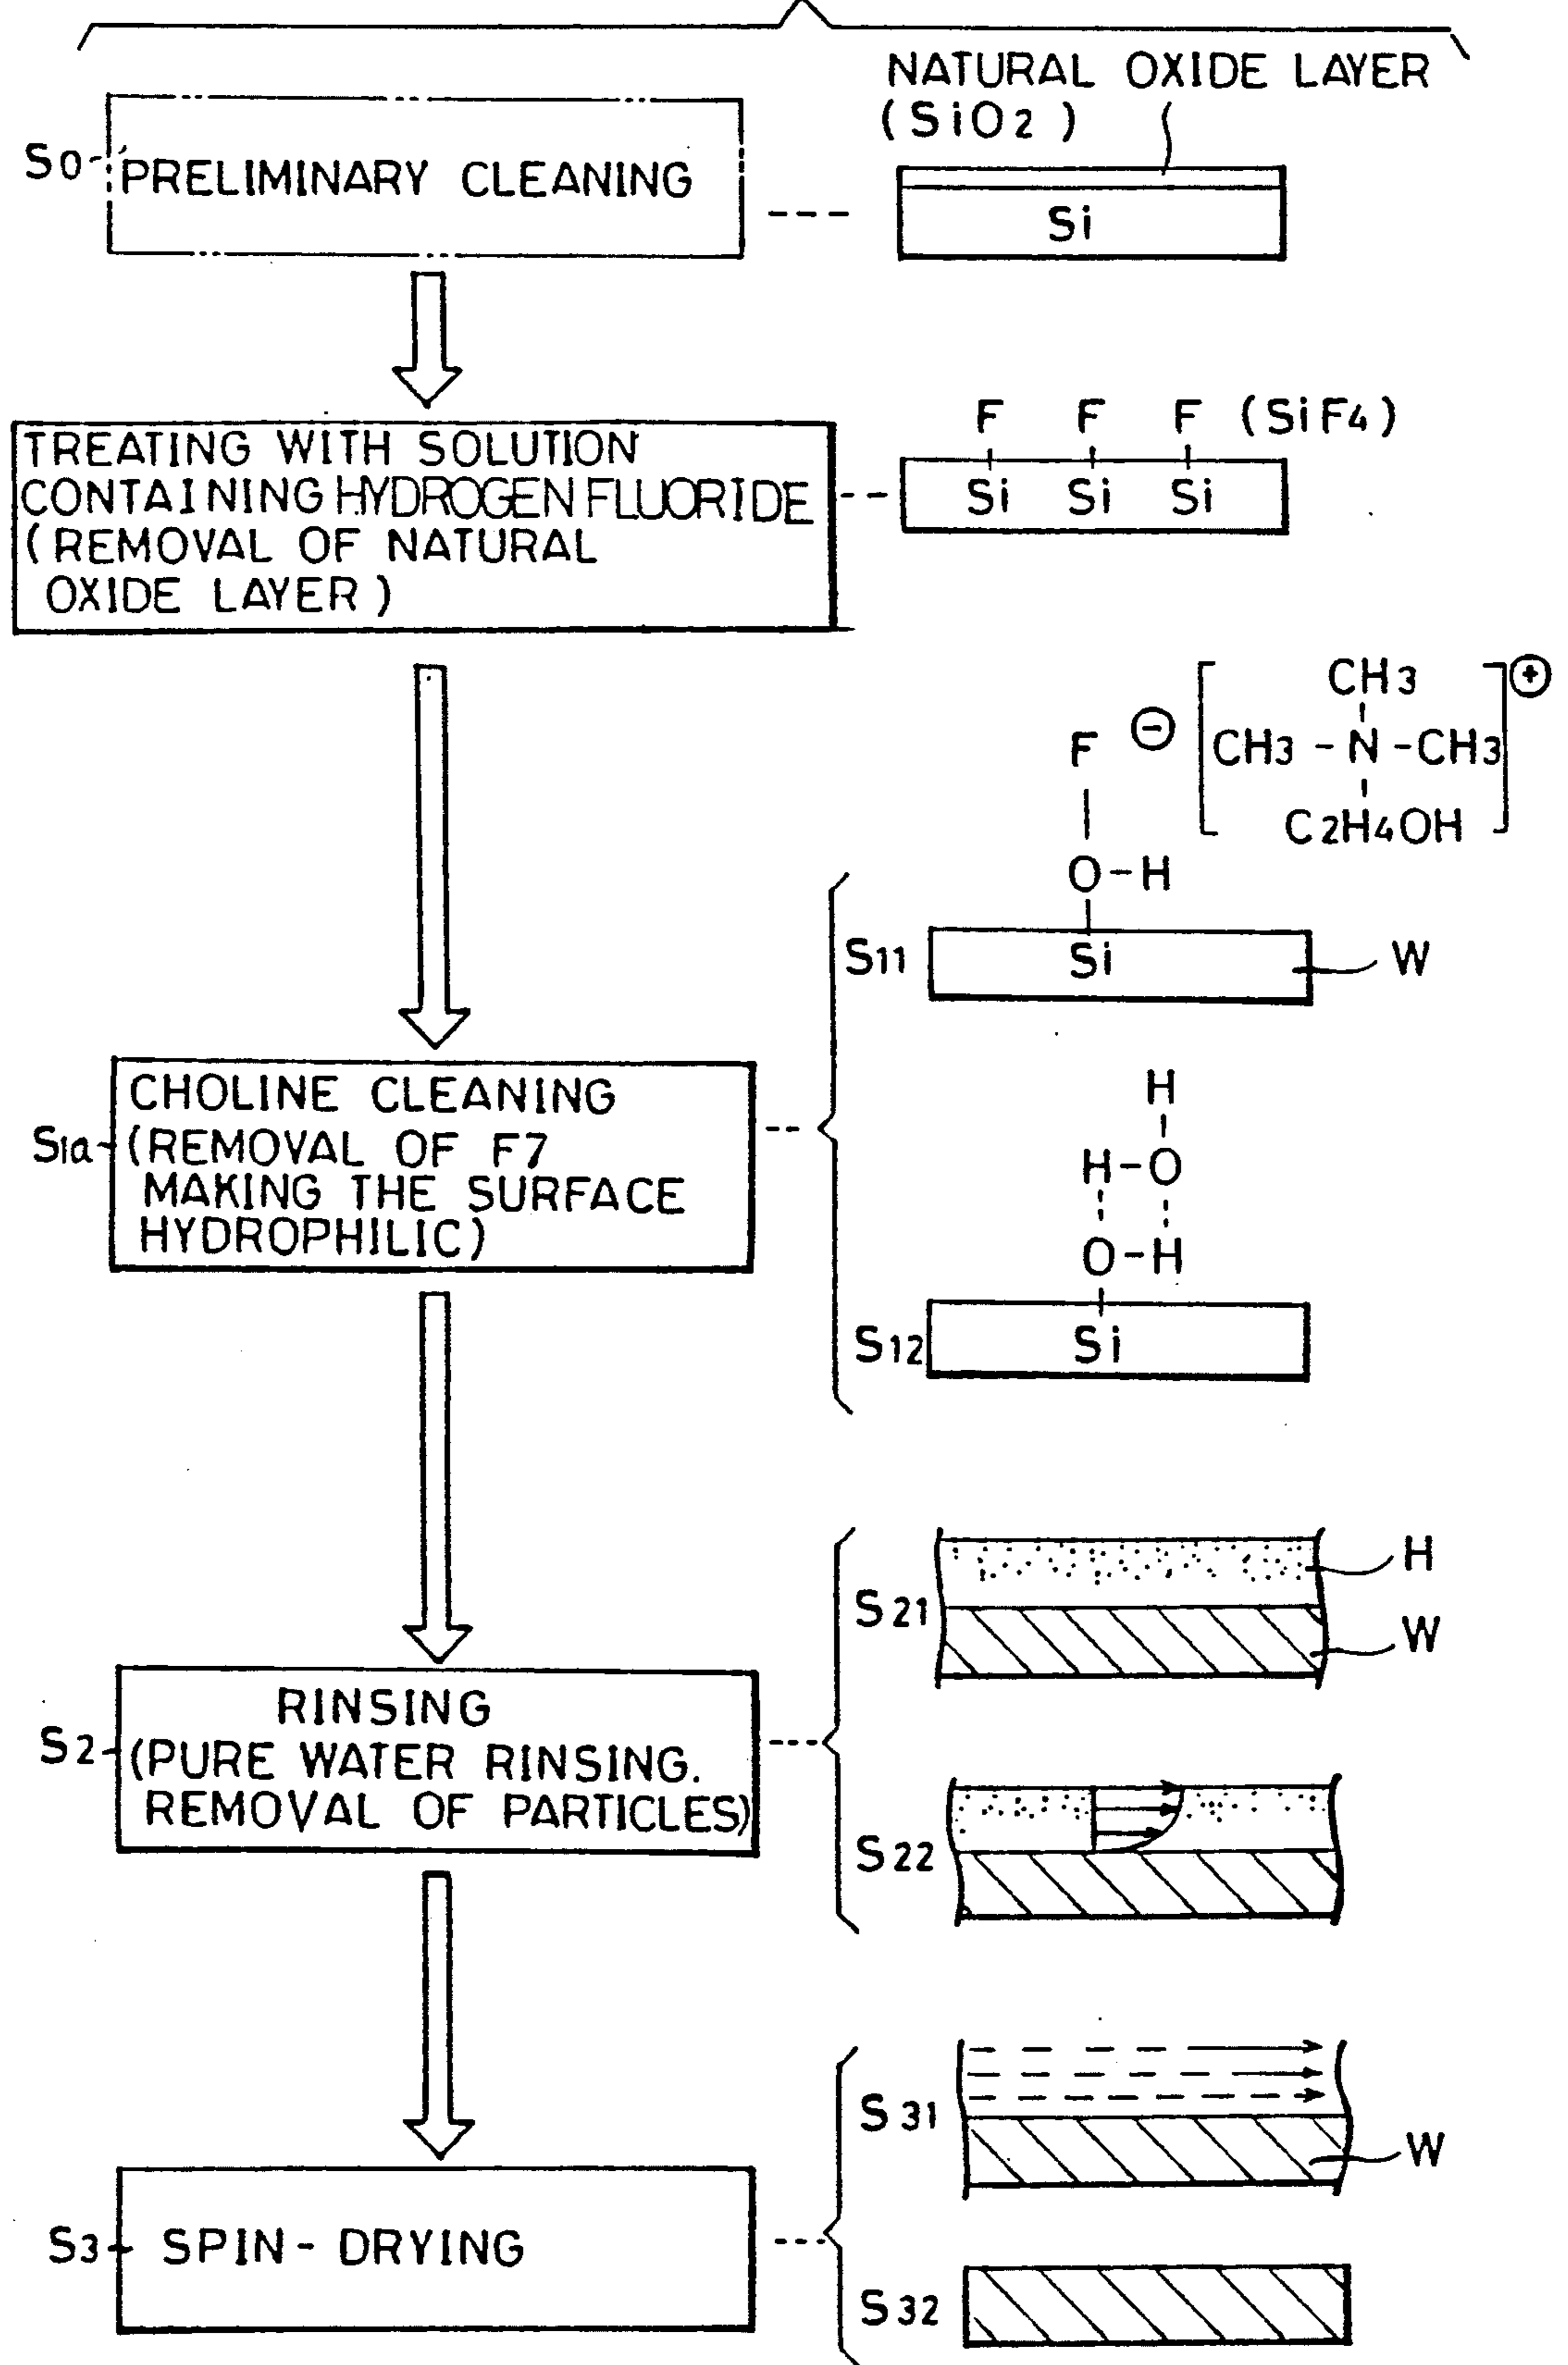 NATURAL OXIDE LAYER
(SiO2)
S0
PRELIMINARY CLEANING
Si
F F F (SiF4)
TREATING WITH SOLUTION
CONTAINING HYDROGEN FLUORIDE
(REMOVAL OF NATURAL
OXIDE LAYER)
Si Si Si
CH3
F ⊖ [CH3-N-CH3]⊕
C2H4OH
O-H
S11
Si
W
CHOLINE CLEANING
S1a
(REMOVAL OF F7
MAKING THE SURFACE
HYDROPHILIC)
H
H-O
O-H
S12
Si
H
S21
W
RINSING
S2
(PURE WATER RINSING.
REMOVAL OF PARTICLES)
S22
S31
W
S3
SPIN-DRYING
S32